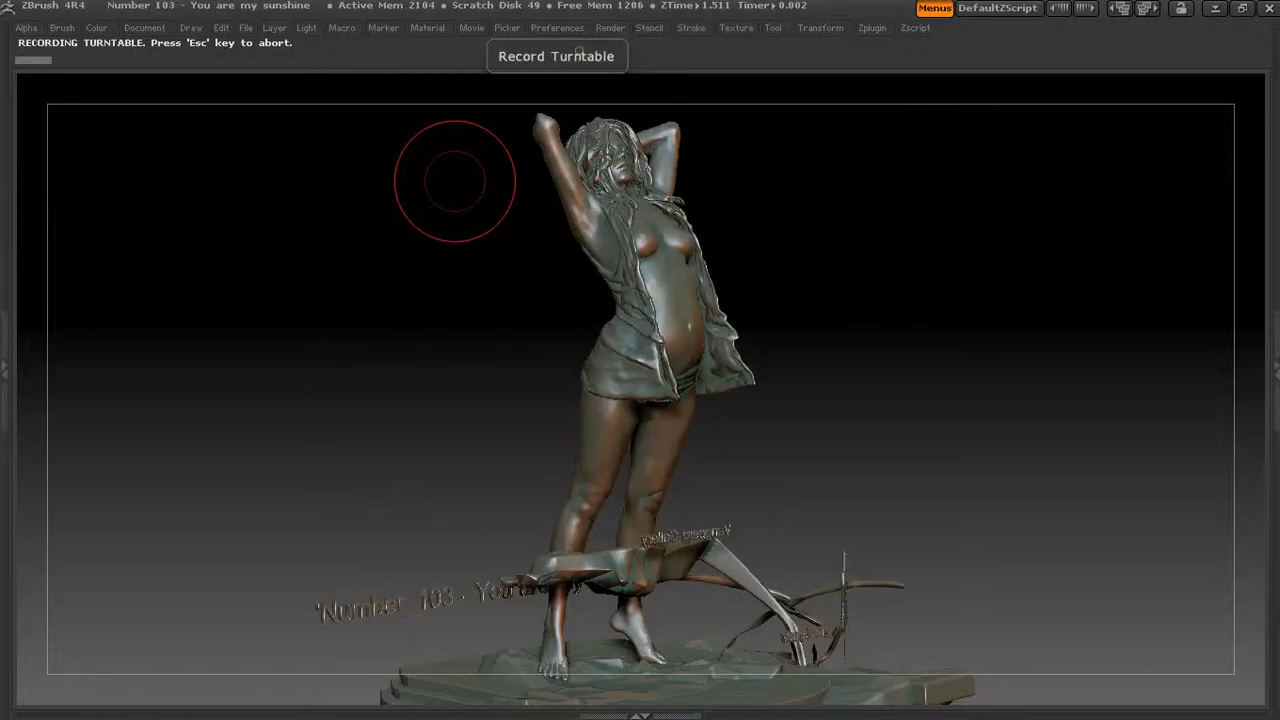 ZBrush 4R4 Number 103 - You are my sunshine • Active Mem 2104 • Scratch Disk 49 • Free Mem 1206 • ZTime▸1.511 Timer▸0.002 Menus DefaultZScript
Alpha Brush Color Document Draw Edit File Layer Light Macro Marker Material Movie Picker Preferences Render Stencil Stroke Texture Tool Transform Zplugin Zscript
RECORDING TURNTABLE. Press 'Esc' key to abort.
Record Turntable
'Number 103 - You are